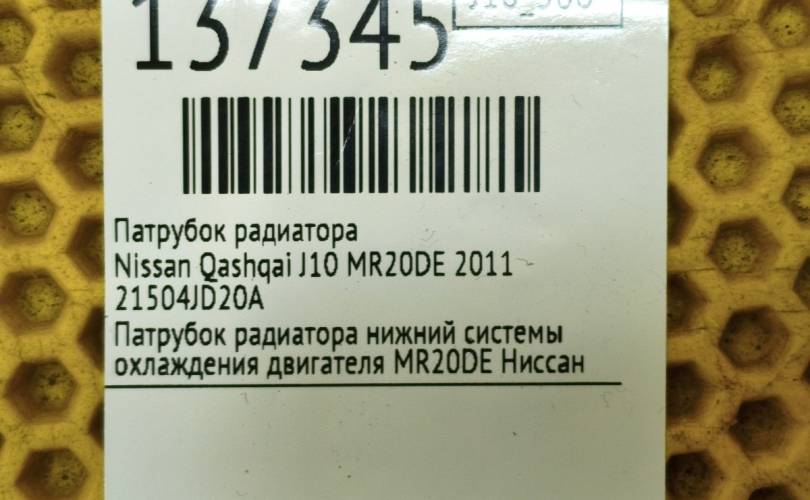 137345
Патрубок радиатора
Nissan Qashqai J10 MR20DE 2011
21504JD20A
Патрубок радиатора нижний системы
охлаждения двигателя MR20DE Ниссан